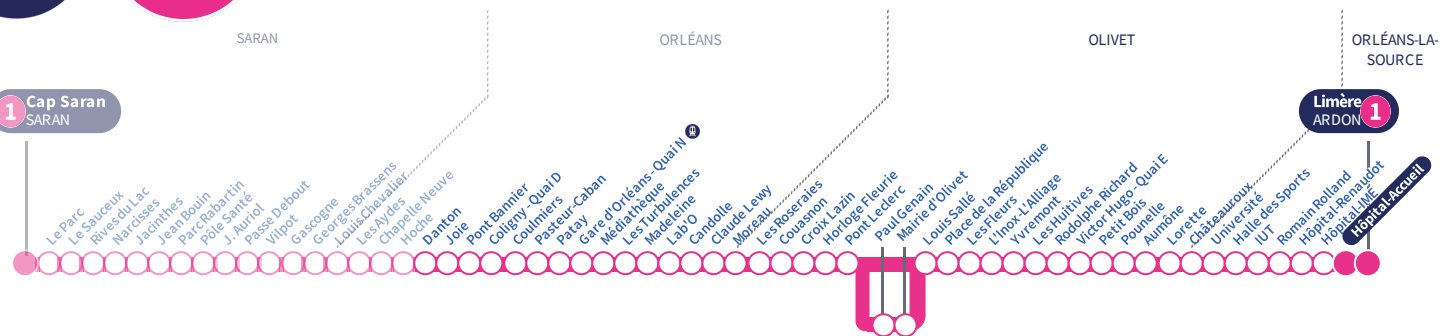 SARAN
ORLÉANS
OLIVET
ORLÉANS-LA-
SOURCE
1
Cap Saran
SARAN
Limère
ARDON
1
Le Parc
Le Sauceux
Rives du Lac
Narcisses
Jacinthes
Jean Bouin
Parc Rabartin
Pôle Santé
J. Auriol
Passe Debout
Vilpot
Gascogne
Georges Brassens
Louis Chevalier
Les Aydes
Chapelle Neuve
Hoche
Danton
Joie
Pont Bannier
Coligny - Quai D
Coulmiers
Pasteur-Caban
Patay
Gare d'Orléans - Quai N
Médiathèque
Les Turbulences
Madeleine
Lab'O
Candolle
Claude Lewy
Moreau
Les Roseraies
Couasnon
Croix Lazin
Horloge Fleurie
Pont Leclerc
Paul Genain
Mairie d'Olivet
Louis Sallé
Place de la République
Les Fleurs
L'Inox-L'Alliage
Yvremont
Les Huitives
Rodolphe Richard
Victor Hugo - Quai E
Petit Bois
Pounelle
Aumône
Lorette
Châteauroux
Université
Halle des Sports
IUT
Romain Rolland
Hôpital-Renaudot
Hôpital-LIMÉ
Hôpital-Accueil